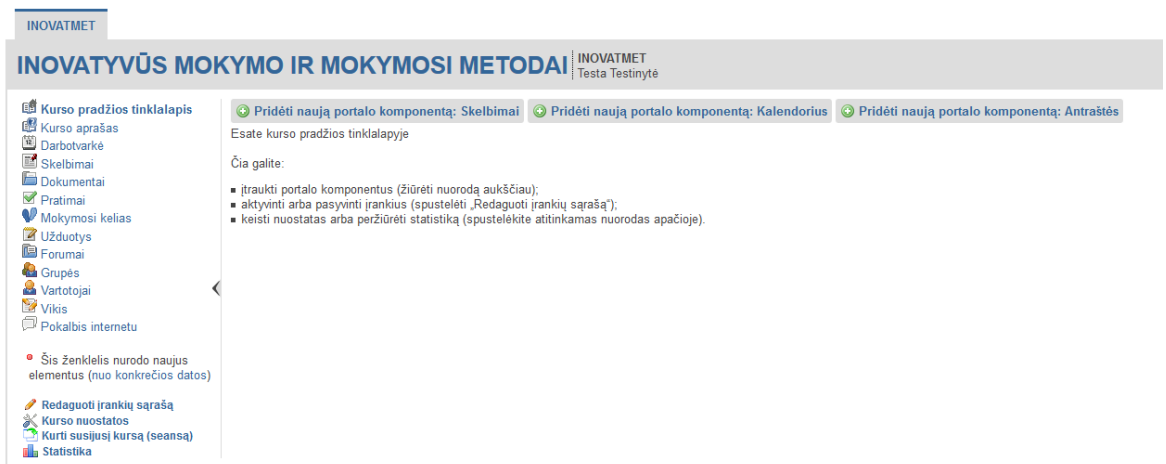 INOVATMET
INOVATYVŪS MOKYMO IR MOKYMOSI METODAI
INOVATMET
Testa Testinytė
Kurso pradžios tinklalapis
Kurso aprašas
Darbotvarkė
Skelbimai
Dokumentai
Pratimai
Mokymosi kelias
Užduotys
Forumai
Grupės
Vartotojai
Vikis
Pokalbis internetu
Šis ženklelis nurodo naujus
elementus (nuo konkrečios datos)
Redaguoti įrankių sąrašą
Kurso nuostatos
Kurti susijusį kursą (seansą)
Statistika
Pridėti naują portalo komponentą: Skelbimai
Pridėti naują portalo komponentą: Kalendorius
Pridėti naują portalo komponentą: Antraštės
Esate kurso pradžios tinklalapyje
Čia galite:
įtraukti portalo komponentus (žiūrėti nuorodą aukščiau);
aktyvinti arba pasyvinti įrankius (spustelėti „Redaguoti įrankių sąrašą“);
keisti nuostatas arba peržiūrėti statistiką (spustelėkite atitinkamas nuorodas apačioje).